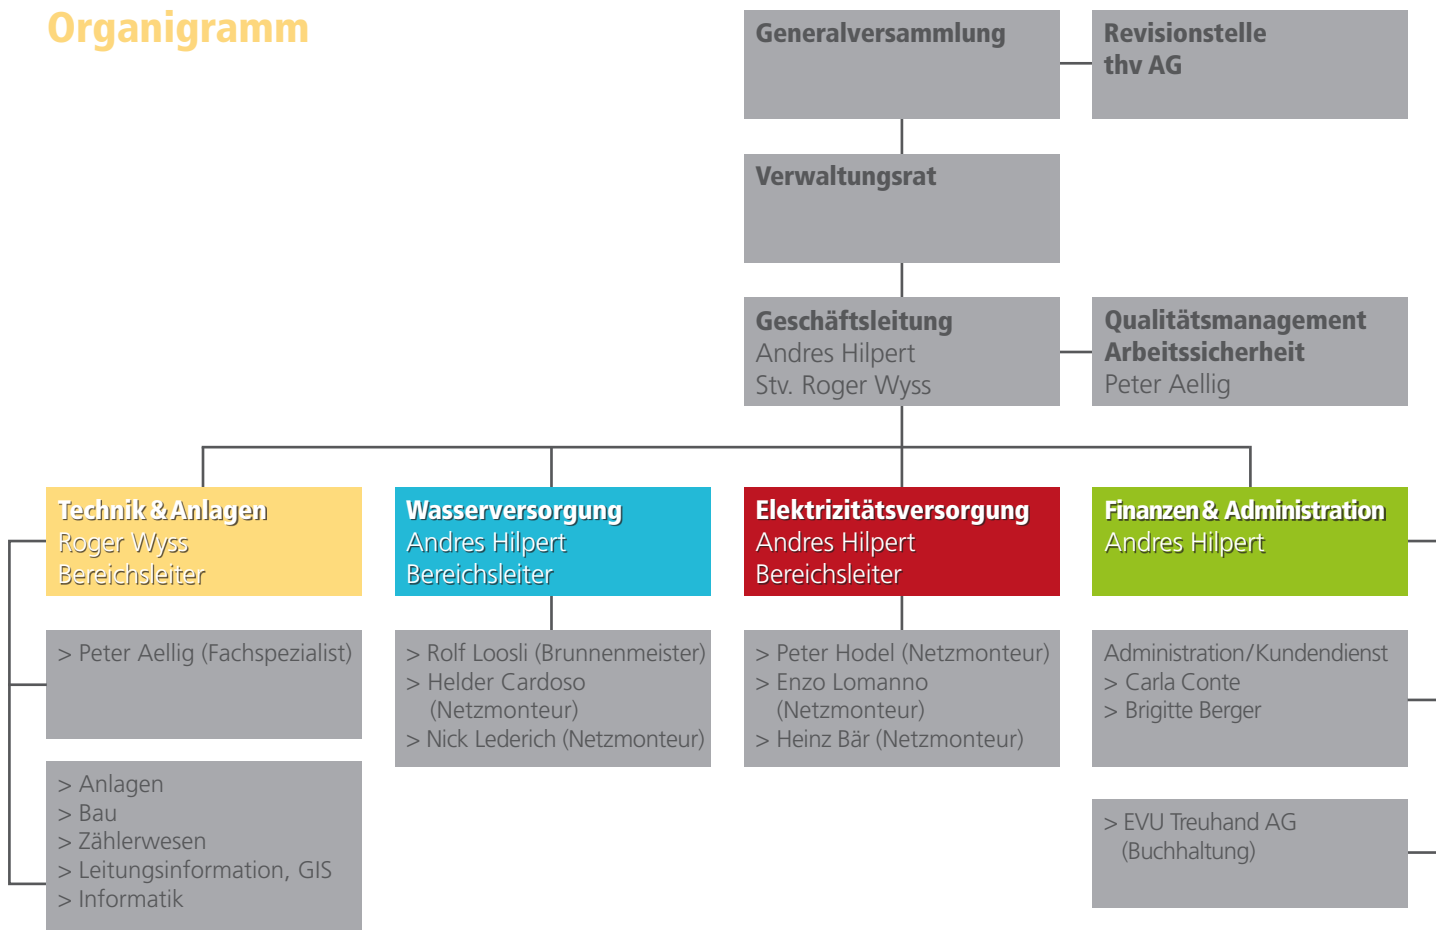 Organigramm
Generalversammlung
Revisionstelle
thv AG
Verwaltungsrat
Geschäftsleitung
Andres Hilpert
Stv. Roger Wyss
Qualitätsmanagement
Arbeitssicherheit
Peter Aellig
Technik & Anlagen
Roger Wyss
Bereichsleiter
Wasserversorgung
Andres Hilpert
Bereichsleiter
Elektrizitätsversorgung
Andres Hilpert
Bereichsleiter
Finanzen & Administration
Andres Hilpert
> Peter Aellig (Fachspezialist)
> Rolf Loosli (Brunnenmeister)
> Helder Cardoso
(Netzmonteur)
> Nick Lederich (Netzmonteur)
> Peter Hodel (Netzmonteur)
> Enzo Lomanno
(Netzmonteur)
> Heinz Bär (Netzmonteur)
Administration/Kundendienst
> Carla Conte
> Brigitte Berger
> Anlagen
> Bau
> Zählerwesen
> Leitungsinformation, GIS
> Informatik
> EVU Treuhand AG
(Buchhaltung)